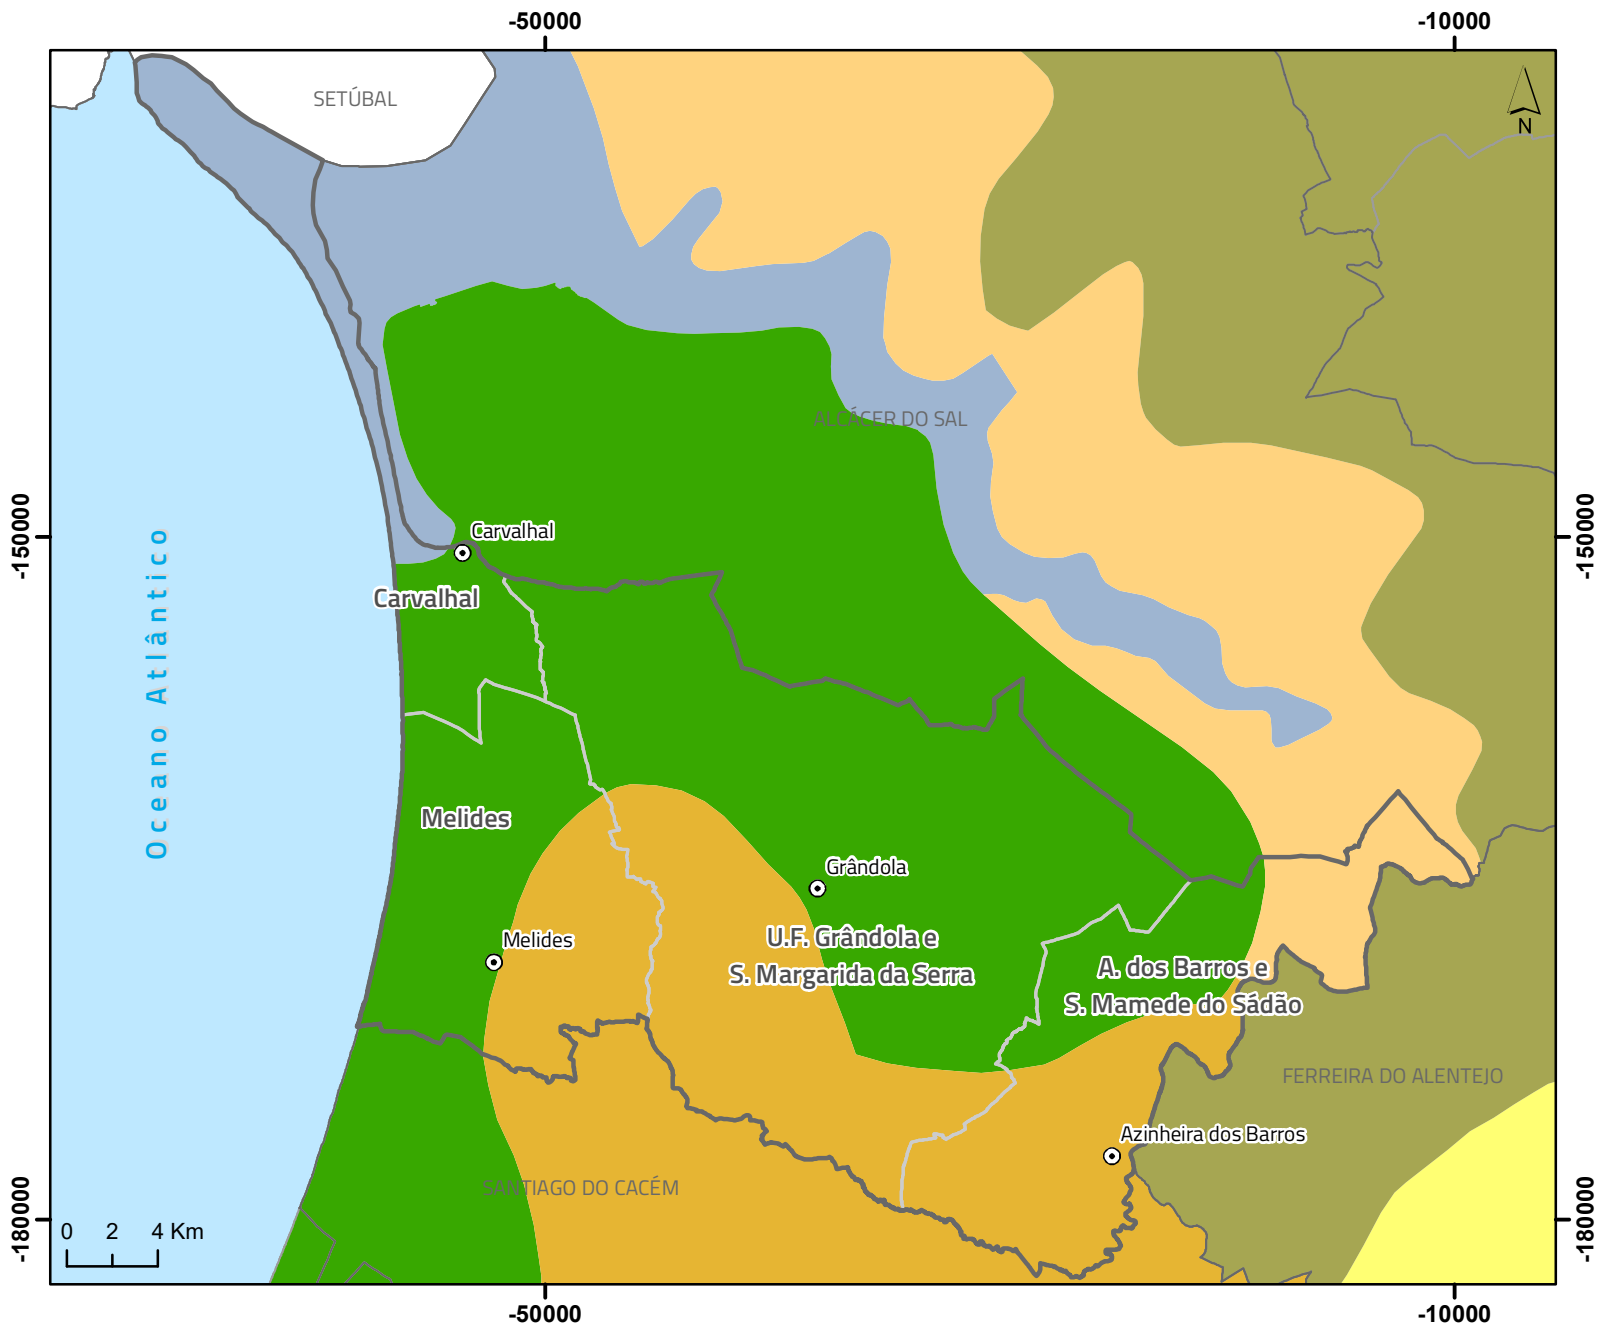 -50000
-10000
SETÚBAL
N
ALCÁCER DO SAL
-150000
-150000
Carvalhal
Carvalhal
Oceano Atlântico
Melides
Grândola
U.F. Grândola e
S. Margarida da Serra
Melides
A. dos Barros e
S. Mamede do Sádão
FERREIRA DO ALENTEJO
Azinheira dos Barros
SANTIAGO DO CACÉM
-180000
-180000
0 2 4 Km
-50000
-10000